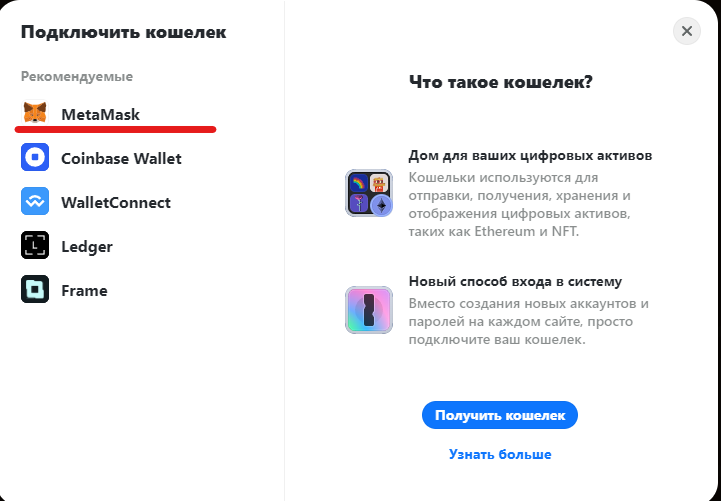 Подключить кошелек
Рекомендуемые
MetaMask
Coinbase Wallet
WalletConnect
Ledger
Frame
Что такое кошелек?
Дом для ваших цифровых активов
Кошельки используются для
отправки, получения, хранения и
отображения цифровых активов,
таких как Ethereum и NFT.
Новый способ входа в систему
Вместо создания новых аккаунтов и
паролей на каждом сайте, просто
подключите ваш кошелек.
Получить кошелек
Узнать больше